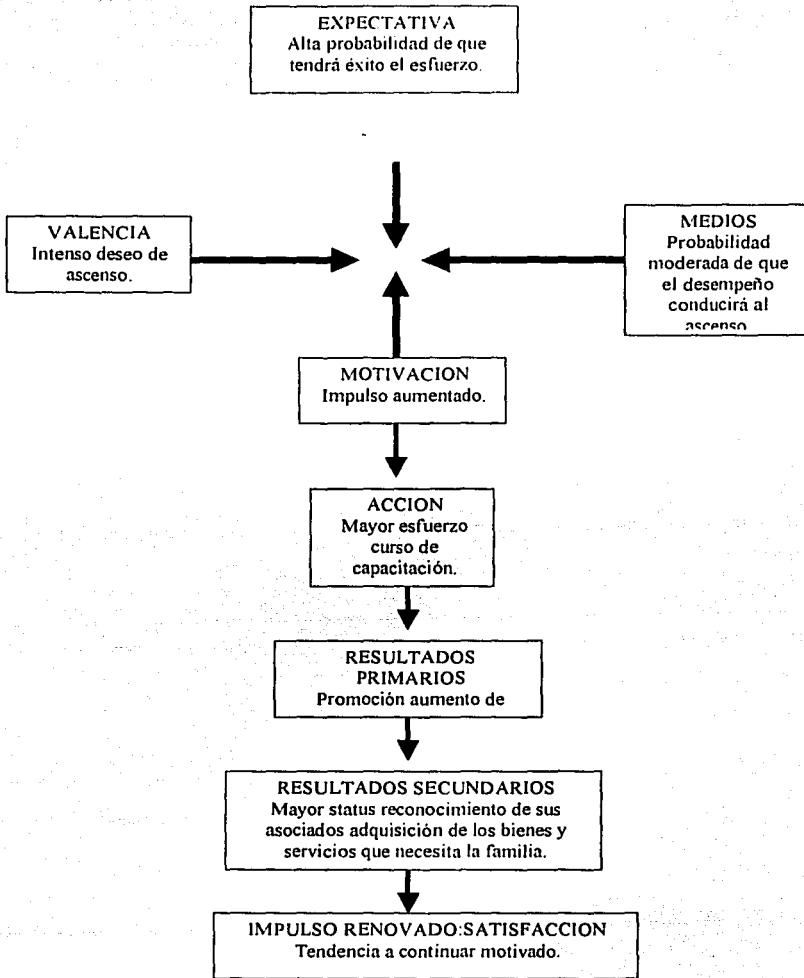 EXPECTATIVA
Alta probabilidad de que
tendrá éxito el esfuerzo.
VALENCIA
Intenso deseo de
ascenso.
MEDIOS
Probabilidad
moderada de que
el desempeño
conducirá al
ascenso
MOTIVACION
Impulso aumentado.
ACCION
Mayor esfuerzo
curso de
capacitación.
RESULTADOS
PRIMARIOS
Promoción aumento de
RESULTADOS SECUNDARIOS
Mayor status reconocimiento de sus
asociados adquisición de los bienes y
servicios que necesita la familia.
IMPULSO RENOVADO:SATISFACCION
Tendencia a continuar motivado.